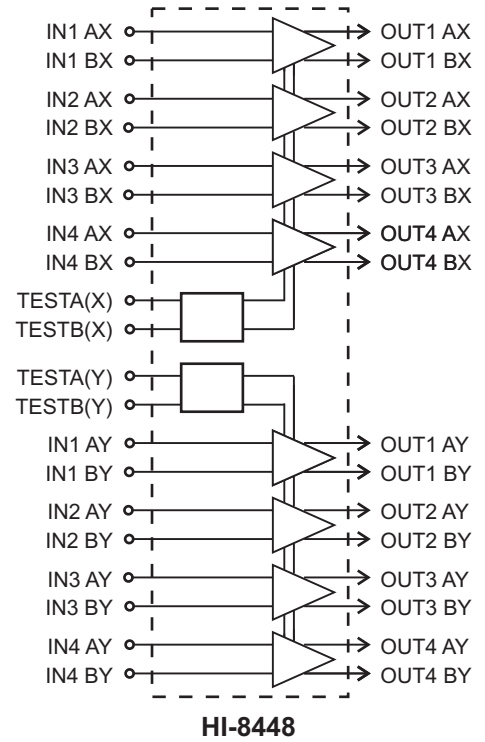 IN1 AX OUT1 AX
IN1 BX OUT1 BX
IN2 AX OUT2 AX
IN2 BX OUT2 BX
IN3 AX OUT3 AX
IN3 BX OUT3 BX
IN4 AX OUT4 AX
IN4 BX OUT4 BX
TESTA(X)
TESTB(X)
TESTA(Y)
TESTB(Y)
IN1 AY OUT1 AY
IN1 BY OUT1 BY
IN2 AY OUT2 AY
IN2 BY OUT2 BY
IN3 AY OUT3 AY
IN3 BY OUT3 BY
IN4 AY OUT4 AY
IN4 BY OUT4 BY
HI-8448